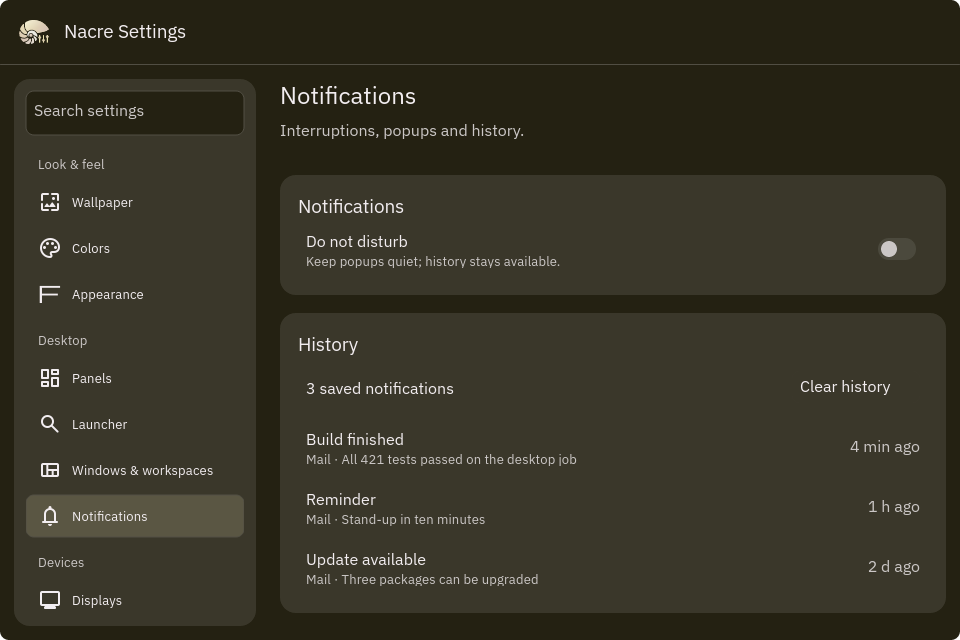 Nacre Settings
Search settings
Look & feel
Wallpaper
Colors
Appearance
Desktop
Panels
Launcher
Windows & workspaces
Notifications
Devices
Displays
Notifications
Interruptions, popups and history.
Notifications
Do not disturb
Keep popups quiet; history stays available.
History
3 saved notifications
Clear history
Build finished
Mail · All 421 tests passed on the desktop job
4 min ago
Reminder
Mail · Stand-up in ten minutes
1 h ago
Update available
Mail · Three packages can be upgraded
2 d ago